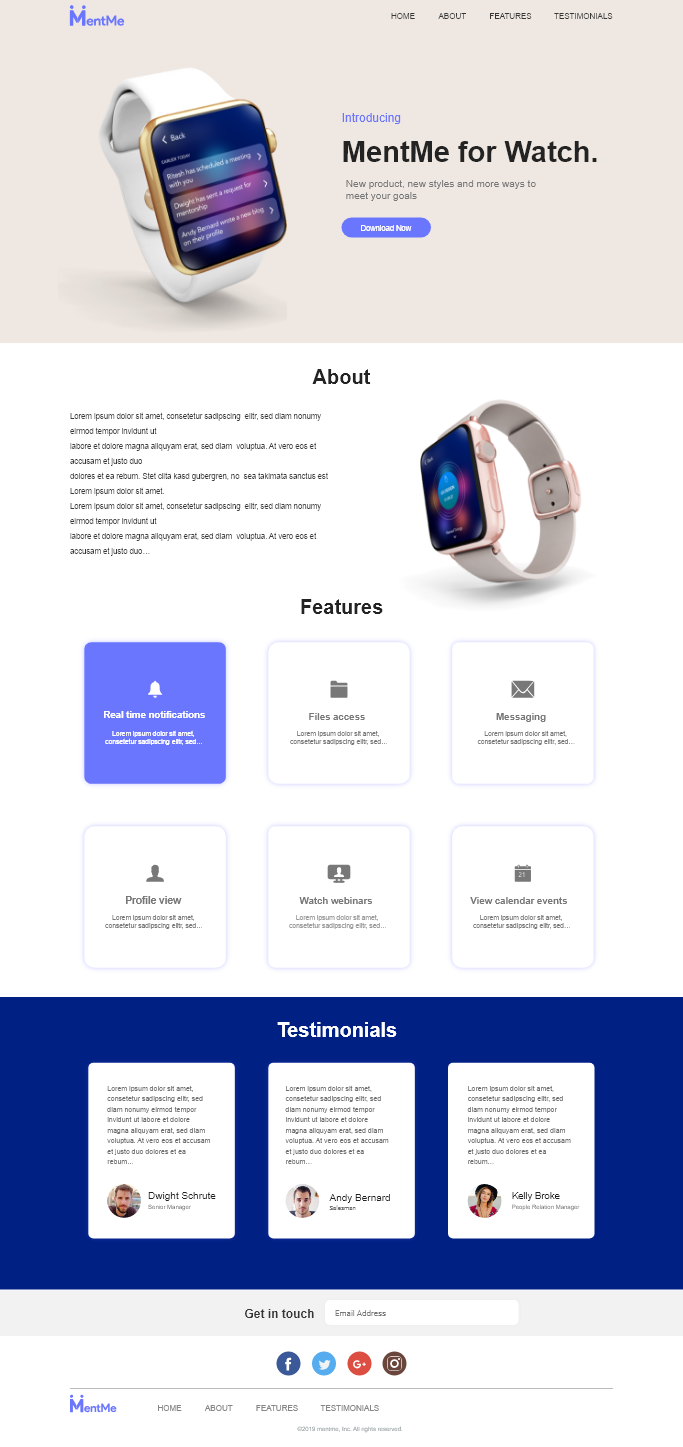 MentMe
HOME ABOUT FEATURES TESTIMONIALS
Back
EARLIER TODAY
Ritesh has scheduled a meeting
with you
Dwight has sent a request for
mentorship
Andy Bernard wrote a new blog
on their profile
Introducing
MentMe for Watch.
New product, new styles and more ways to
meet your goals
Download Now
About
Lorem ipsum dolor sit amet, consetetur sadipscing elitr, sed diam nonumy
eirmod tempor invidunt ut
labore et dolore magna aliquyam erat, sed diam voluptua. At vero eos et
accusam et justo duo
dolores et ea rebum. Stet clita kasd gubergren, no sea takimata sanctus est
Lorem ipsum dolor sit amet.
Lorem ipsum dolor sit amet, consetetur sadipscing elitr, sed diam nonumy
eirmod tempor invidunt ut
labore et dolore magna aliquyam erat, sed diam voluptua. At vero eos et
accusam et justo duo...
Features
Real time notifications
Lorem ipsum dolor sit amet,
consetetur sadipscing elitr, sed...
Files access
Lorem ipsum dolor sit amet,
consetetur sadipscing elitr, sed...
Messaging
Lorem ipsum dolor sit amet,
consetetur sadipscing elitr, sed...
Profile view
Lorem ipsum dolor sit amet,
consetetur sadipscing elitr, sed...
Watch webinars
Lorem ipsum dolor sit amet,
consetetur sadipscing elitr, sed...
21
View calendar events
Lorem ipsum dolor sit amet,
consetetur sadipscing elitr, sed...
Testimonials
Lorem ipsum dolor sit amet,
consetetur sadipscing elitr, sed
diam nonumy eirmod tempor
invidunt ut labore et dolore
magna aliquyam erat, sed diam
voluptua. At vero eos et accusam
et justo duo dolores et ea
rebum...
Dwight Schrute
Senior Manager
Lorem ipsum dolor sit amet,
consetetur sadipscing elitr, sed
diam nonumy eirmod tempor
invidunt ut labore et dolore
magna aliquyam erat, sed diam
voluptua. At vero eos et accusam
et justo duo dolores et ea
rebum...
Andy Bernard
Salesman
Lorem ipsum dolor sit amet,
consetetur sadipscing elitr, sed
diam nonumy eirmod tempor
invidunt ut labore et dolore
magna aliquyam erat, sed diam
voluptua. At vero eos et accusam
et justo duo dolores et ea
rebum...
Kelly Broke
People Relation Manager
Get in touch Email Address
f G+
MentMe HOME ABOUT FEATURES TESTIMONIALS
©2019 mentme, Inc. All rights reserved.